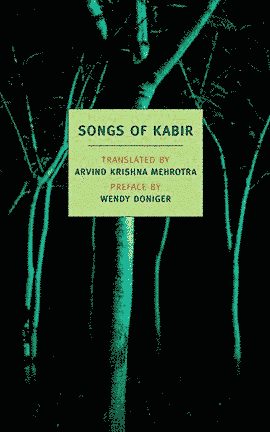 SONGS OF KABIR
TRANSLATED BY
ARVIND KRISHNA MEHROTRA
PREFACE BY
WENDY DONIGER